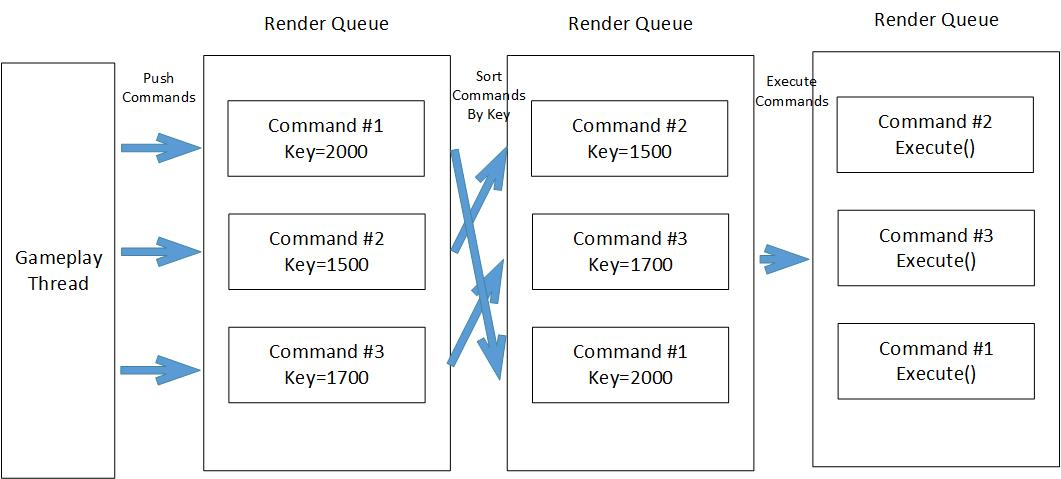 Render Queue
Render Queue
Render Queue
Gameplay
Thread
Push
Commands
Command #1
Key=2000
Command #2
Key=1500
Command #3
Key=1700
Sort
Commands
By Key
Command #2
Key=1500
Command #3
Key=1700
Command #1
Key=2000
Execute
Commands
Command #2
Execute()
Command #3
Execute()
Command #1
Execute()